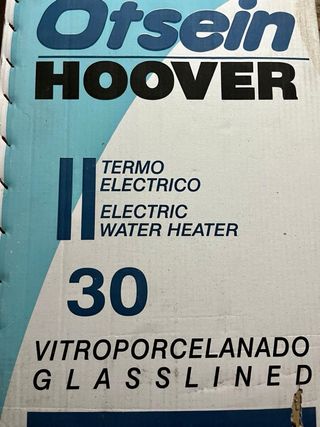 Otsein
HOOVER
TERMO
ELECTRICO
ELECTRIC
WATER HEATER
30
VITROPORCELANADO
GLASSLINED